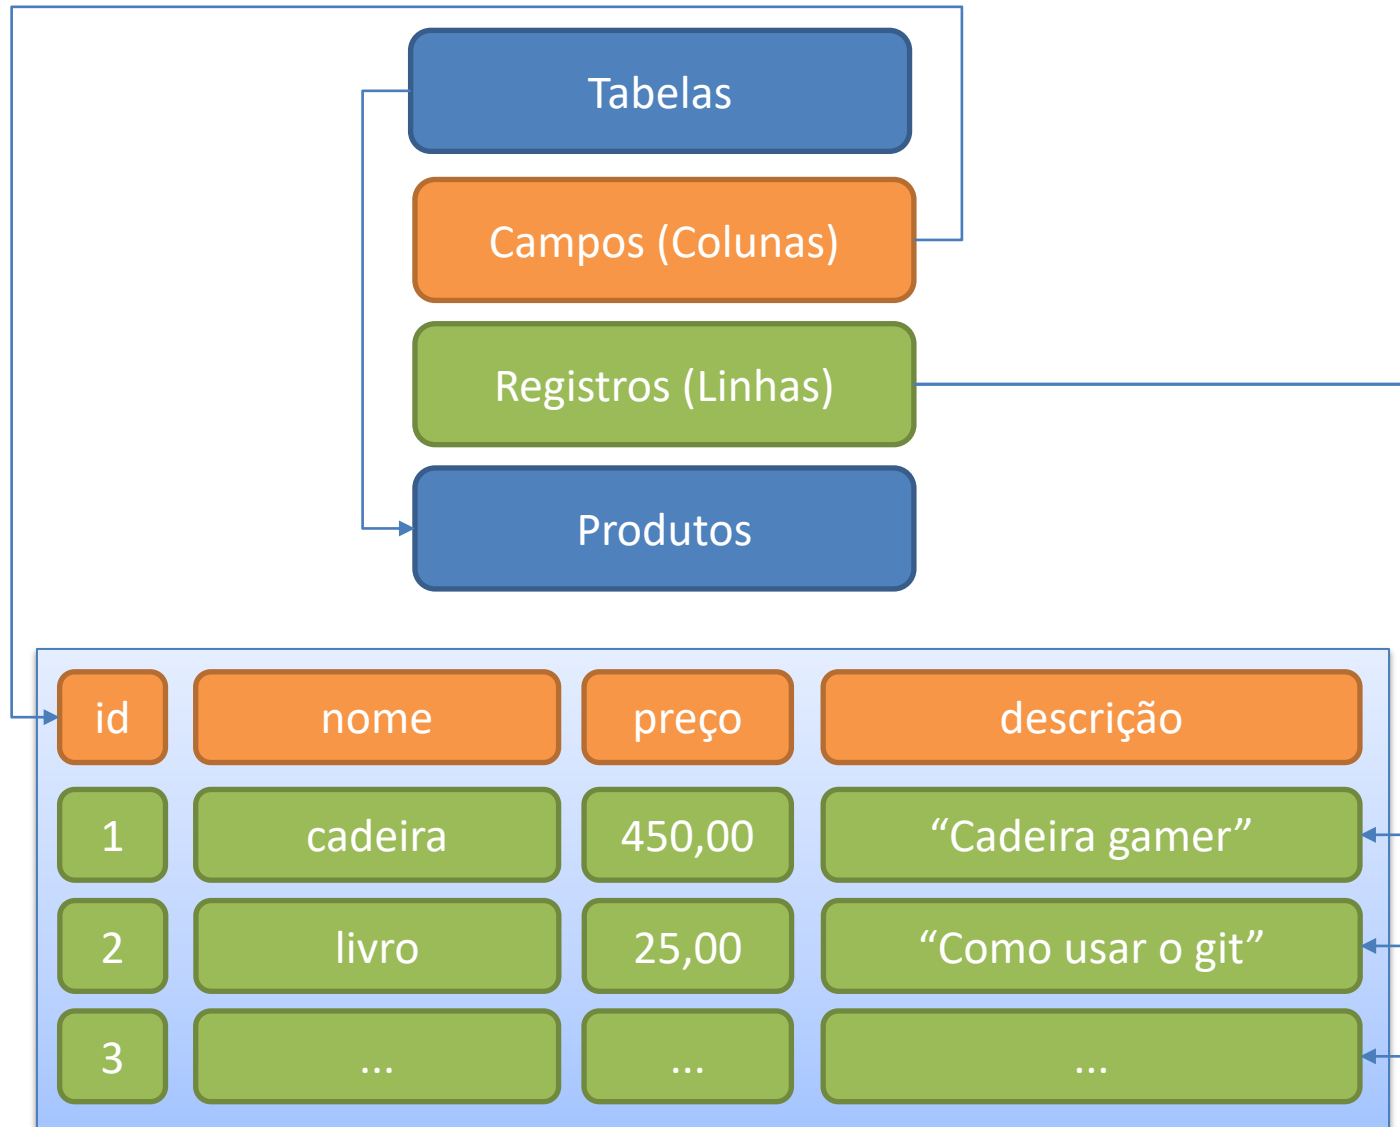 Tabelas
Campos (Colunas)
Registros (Linhas)
Produtos
id nome preço descrição
1 cadeira 450,00 “Cadeira gamer”
2 livro 25,00 “Como usar o git”
3 ... ... ...